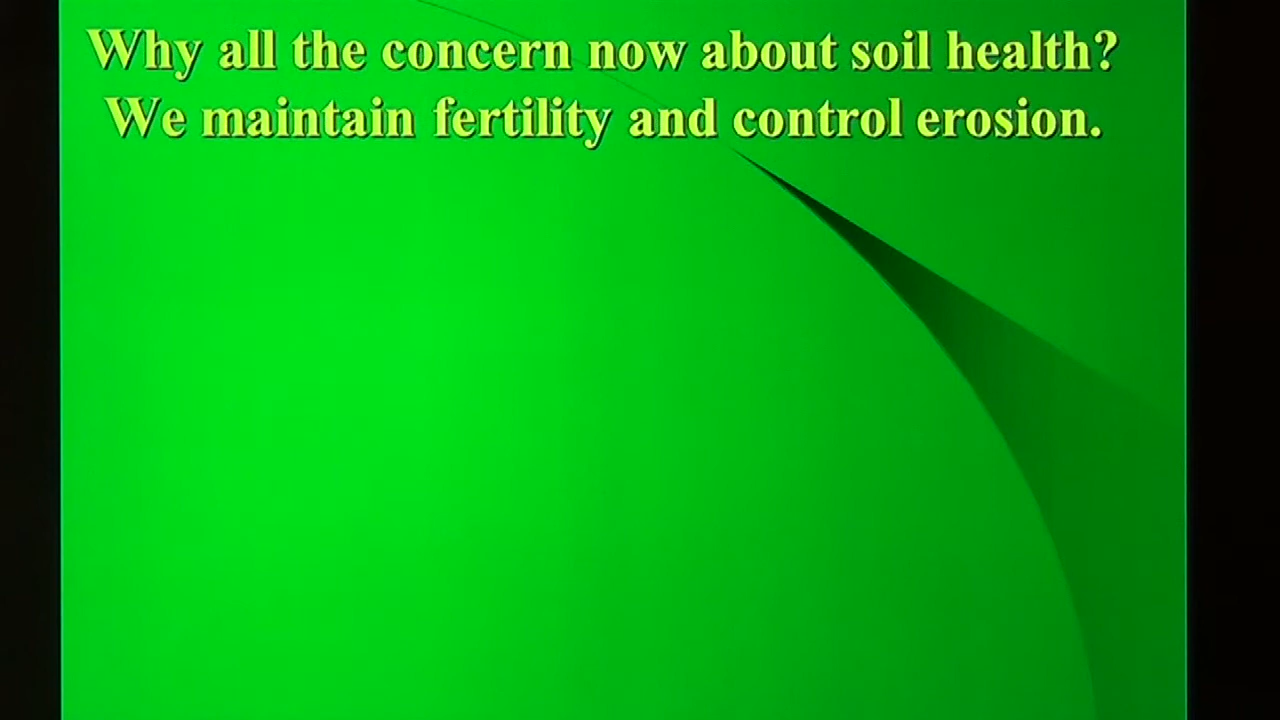 Why all the concern now about soil health?
We maintain fertility and control erosion.